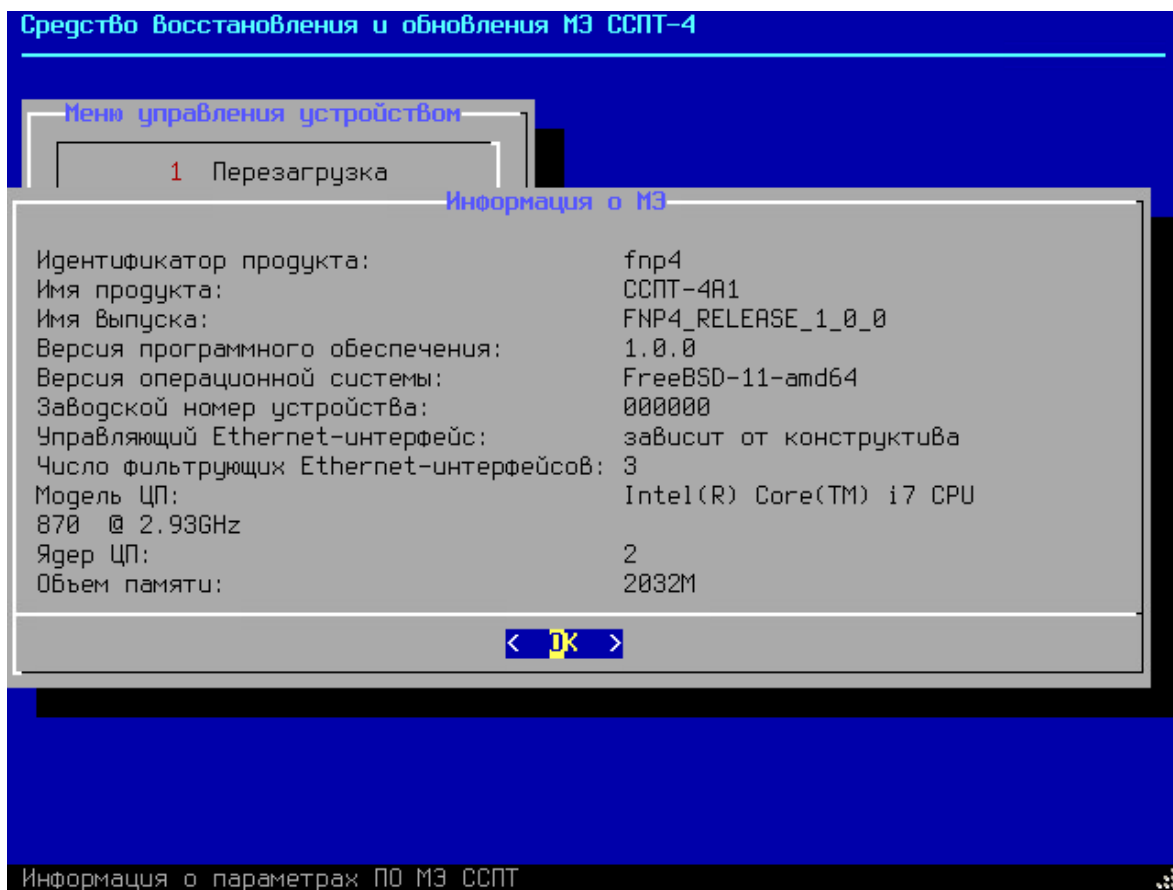 Средство восстановления и обновления МЭ ССПТ-4
Меню управления устройством
1 Перезагрузка
Информация о МЭ
Идентификатор продукта: fnp4
Имя продукта: ССПТ-4А1
Имя выпуска: FNP4_RELEASE_1_0_0
Версия программного обеспечения: 1.0.0
Версия операционной системы: FreeBSD-11-amd64
Заводской номер устройства: 000000
Управляющий Ethernet-интерфейс: зависит от конструктива
Число фильтрующих Ethernet-интерфейсов: 3
Модель ЦП: Intel(R) Core(TM) i7 CPU
870 @ 2.93GHz
Ядер ЦП: 2
Объем памяти: 2032M
< OK >
Информация о параметрах ПО МЭ ССПТ